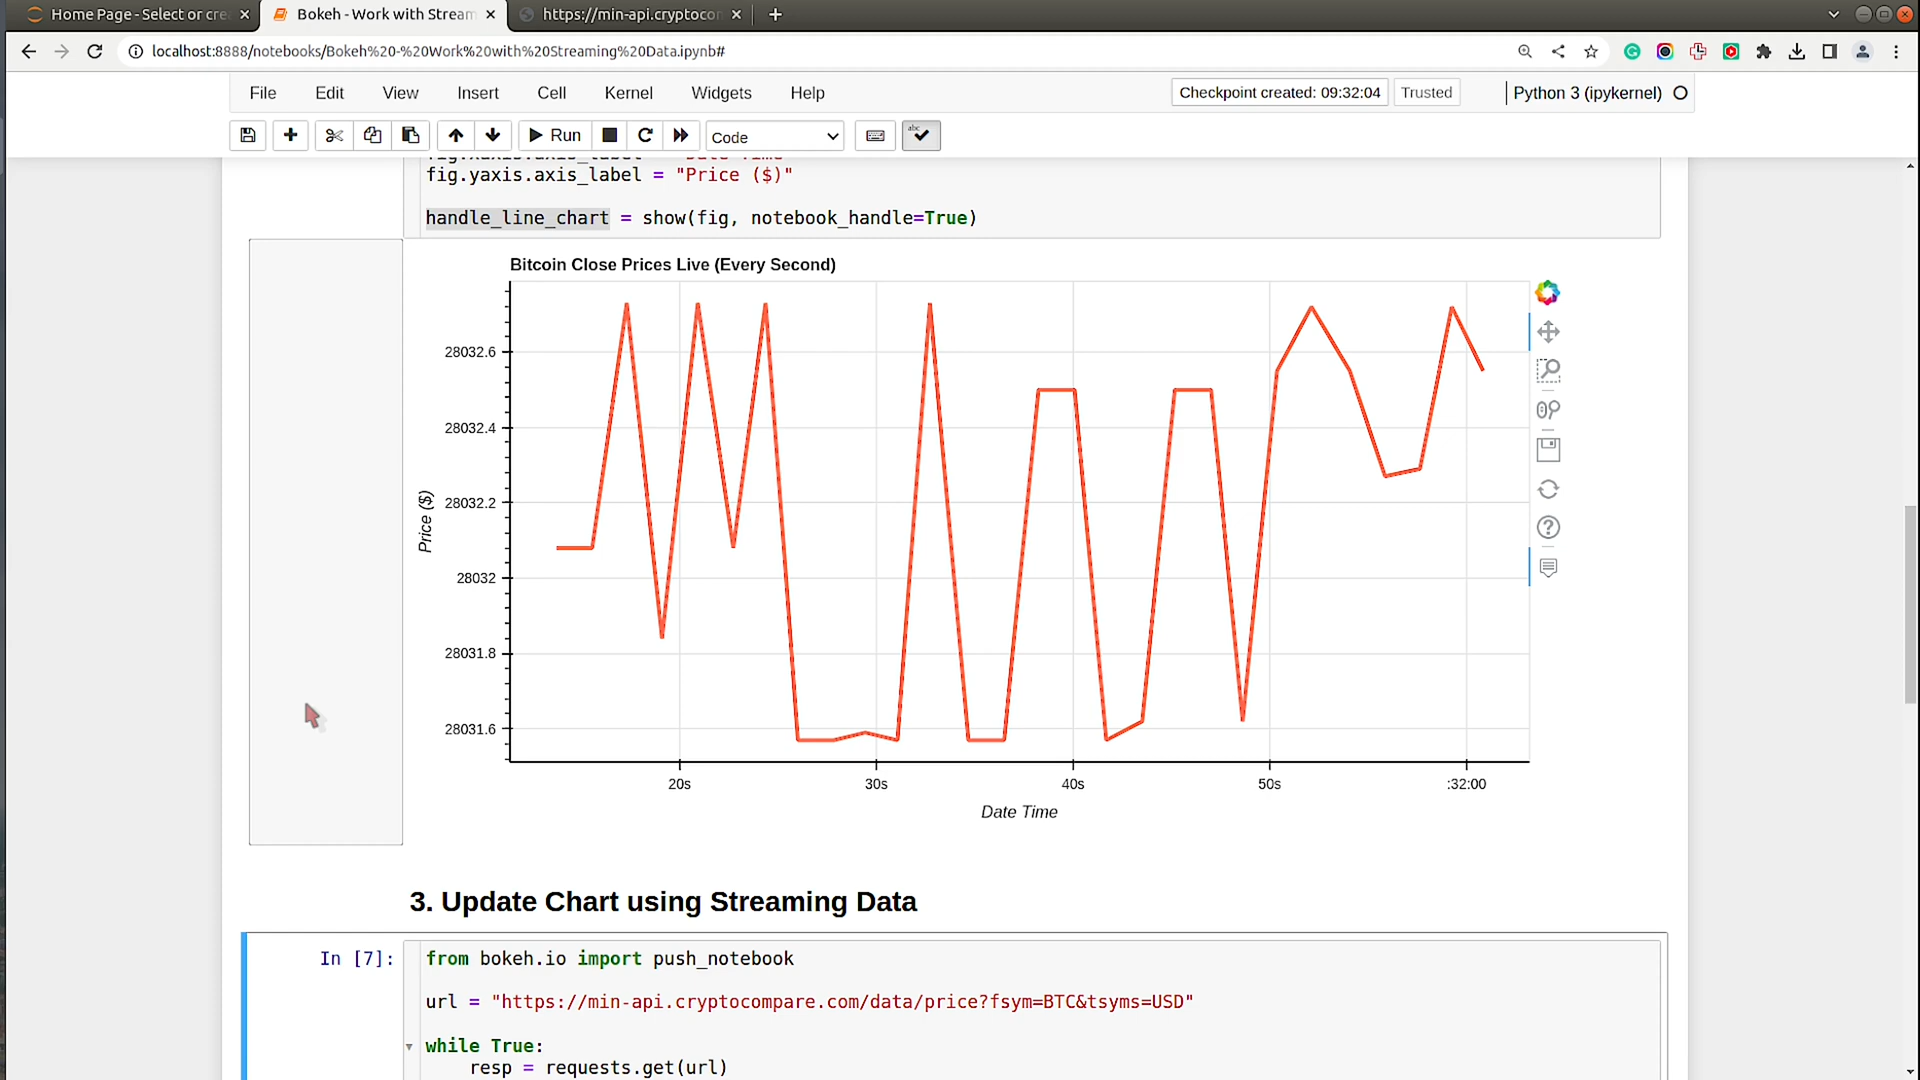 Home Page - Select or cre
Bokeh - Work with Stream
https://min-api.cryptocon
localhost:8888/notebooks/Bokeh%20-%20Work%20with%20Streaming%20Data.ipynb#
File Edit View Insert Cell Kernel Widgets Help
Checkpoint created: 09:32:04
Trusted
Python 3 (ipykernel)
Run
Code
abc
fig.yaxis.axis_label = "Price ($)"
handle_line_chart = show(fig, notebook_handle=True)
Bitcoin Close Prices Live (Every Second)
28032.6
28032.4
28032.2
28032
28031.8
28031.6
Price ($)
20s 30s 40s 50s :32:00
Date Time
3. Update Chart using Streaming Data
In [7]:
from bokeh.io import push_notebook
url = "https://min-api.cryptocompare.com/data/price?fsym=BTC&tsyms=USD"
while True:
resp = requests.get(url)